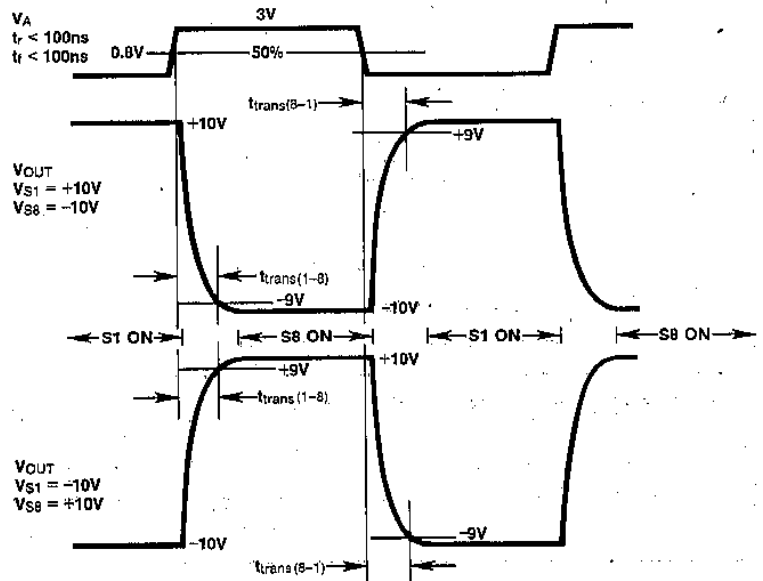 VA
tr < 100ns
tf < 100ns
0.8V
3V
50%
ttrans(8–1)
+10V
+9V
VOUT
VS1 = +10V
VS8 = –10V
ttrans(1–8)
–9V
–10V
S1 ON
S8 ON
S1 ON
S8 ON
+9V
+10V
ttrans(1–8)
VOUT
VS1 = –10V
VS8 = +10V
–10V
–9V
ttrans(8–1)